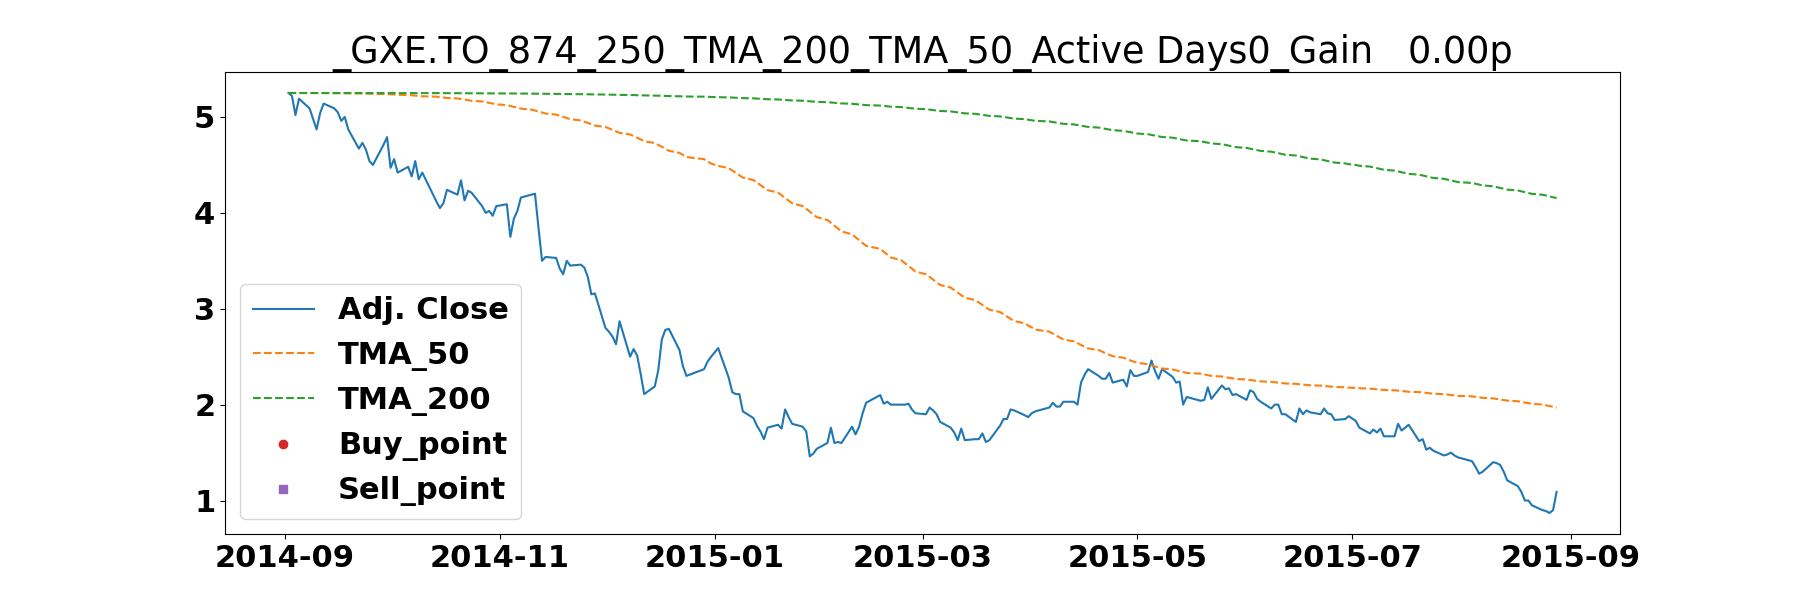 _GXE.TO_874_250_TMA_200_TMA_50_Active Days0_Gain   0.00p
5
4
3
2
1
Adj. Close
TMA_50
TMA_200
Buy_point
Sell_point
2014-09 2014-11 2015-01 2015-03 2015-05 2015-07 2015-09